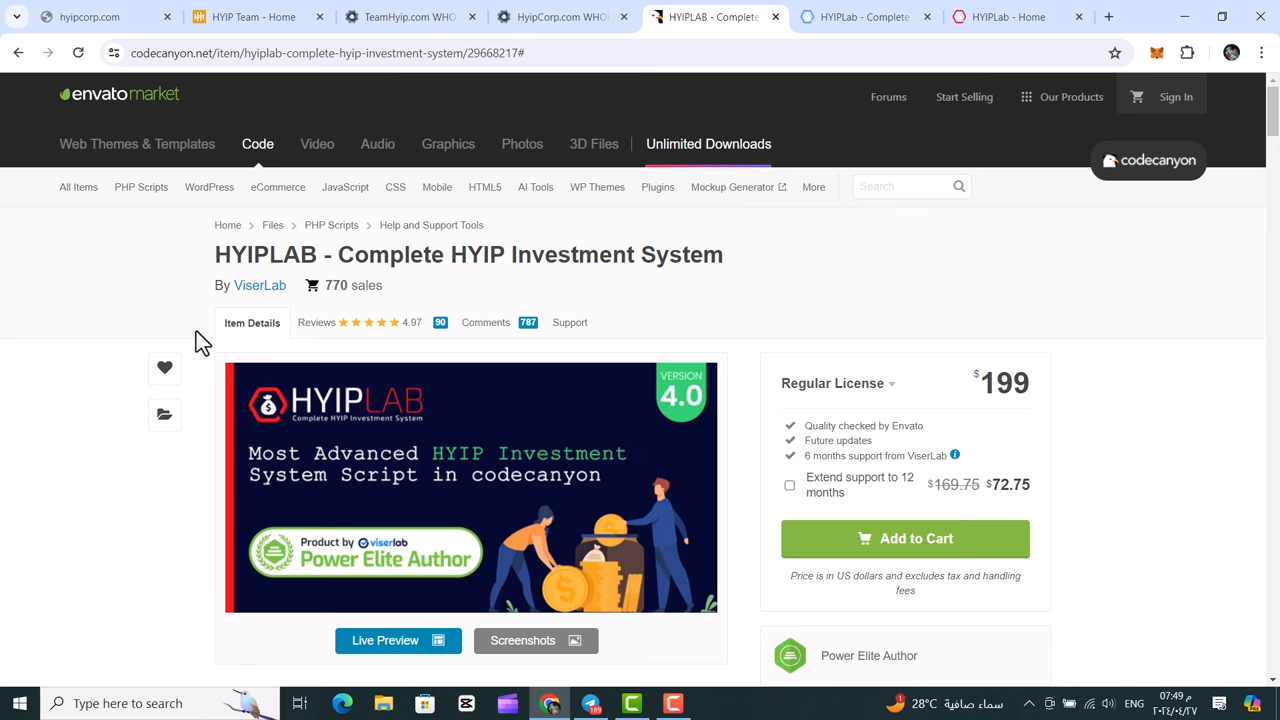 hyipcorp.com
HYIP Team - Home
TeamHyip.com WHO
HyipCorp.com WHO
HYIPLAB - Complete
HYIPLab - Complete
HYIPLab - Home
codecanyon.net/item/hyiplab-complete-hyip-investment-system/29668217#
envatomarket
Forums
Start Selling
Our Products
Sign In
Web Themes & Templates
Code
Video
Audio
Graphics
Photos
3D Files
Unlimited Downloads
codecanyon
All Items
PHP Scripts
WordPress
eCommerce
JavaScript
CSS
Mobile
HTML5
AI Tools
WP Themes
Plugins
Mockup Generator
More
Search
Home
Files
PHP Scripts
Help and Support Tools
HYIPLAB - Complete HYIP Investment System
By ViserLab
770 sales
Item Details
Reviews
4.97
90
Comments
787
Support
VERSION
4.0
HYIPLAB
Complete HYIP Investment System
Most Advanced HYIP Investment
System Script in codecanyon
Product by viserlab
Power Elite Author
Live Preview
Screenshots
Regular License
$199
Quality checked by Envato
Future updates
6 months support from ViserLab
Extend support to 12
months
$169.75
$72.75
Add to Cart
Price is in US dollars and excludes tax and handling
fees
Power Elite Author
Type here to search
189
1
28°C
سماء صافية
ENG
07:49 م
٢٠٢٤/٠٤/٢٧